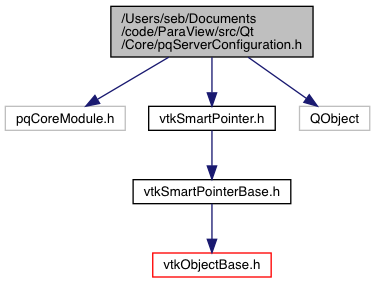 /Users/seb/Documents
/code/ParaView/src/Qt
/Core/pqServerConfiguration.h
pqCoreModule.h
vtkSmartPointer.h
QObject
vtkSmartPointerBase.h
vtkObjectBase.h